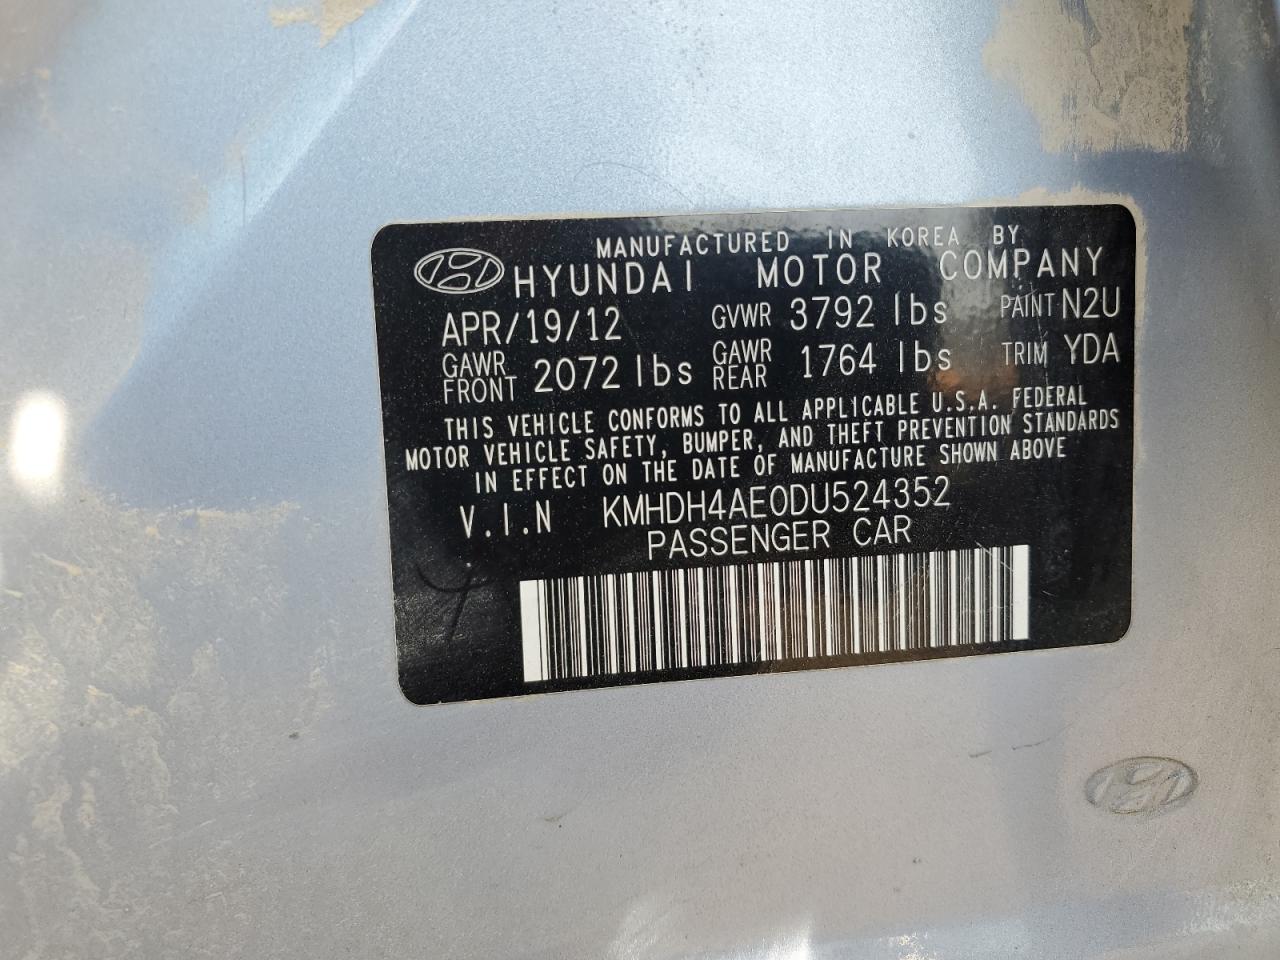 MANUFACTURED IN KOREA BY
HYUNDAI MOTOR COMPANY
APR/19/12 GVWR 3792 lbs PAINT N2U
GAWR FRONT 2072 lbs GAWR REAR 1764 lbs TRIM YDA
THIS VEHICLE CONFORMS TO ALL APPLICABLE U.S.A. FEDERAL
MOTOR VEHICLE SAFETY, BUMPER, AND THEFT PREVENTION STANDARDS
IN EFFECT ON THE DATE OF MANUFACTURE SHOWN ABOVE
V.I.N KMHDH4AE0DU524352
PASSENGER CAR